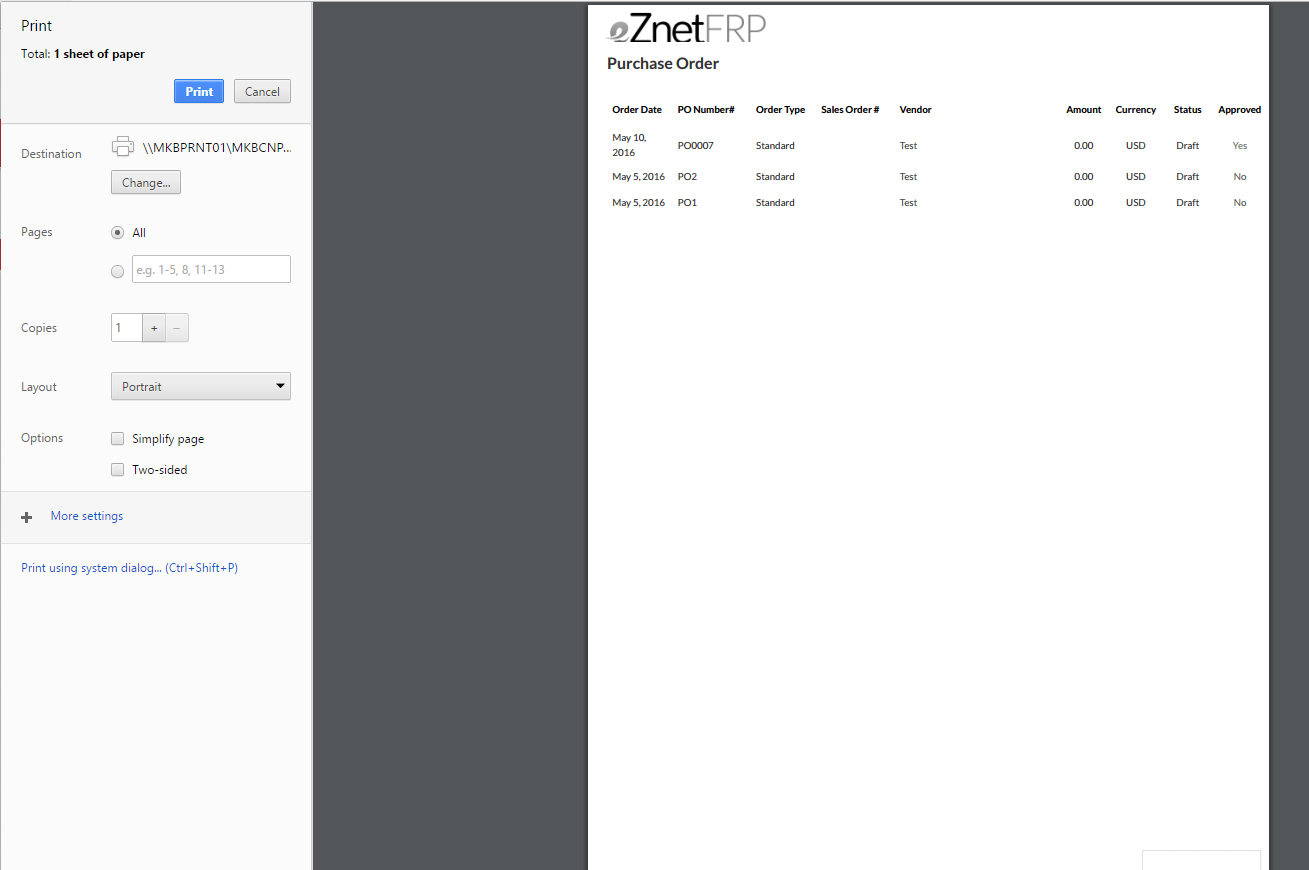 Print
Total: 1 sheet of paper
Print Cancel
Destination \\MKBPRNT01\MKBCNP...
Change...
Pages All
e.g. 1-5, 8, 11-13
Copies 1 + −
Layout Portrait
Options Simplify page
Two-sided
+ More settings
Print using system dialog... (Ctrl+Shift+P)
eZnetFRP
Purchase Order
Order Date PO Number# Order Type Sales Order # Vendor Amount Currency Status Approved
May 10,
2016 PO0007 Standard Test 0.00 USD Draft Yes
May 5, 2016 PO2 Standard Test 0.00 USD Draft No
May 5, 2016 PO1 Standard Test 0.00 USD Draft No